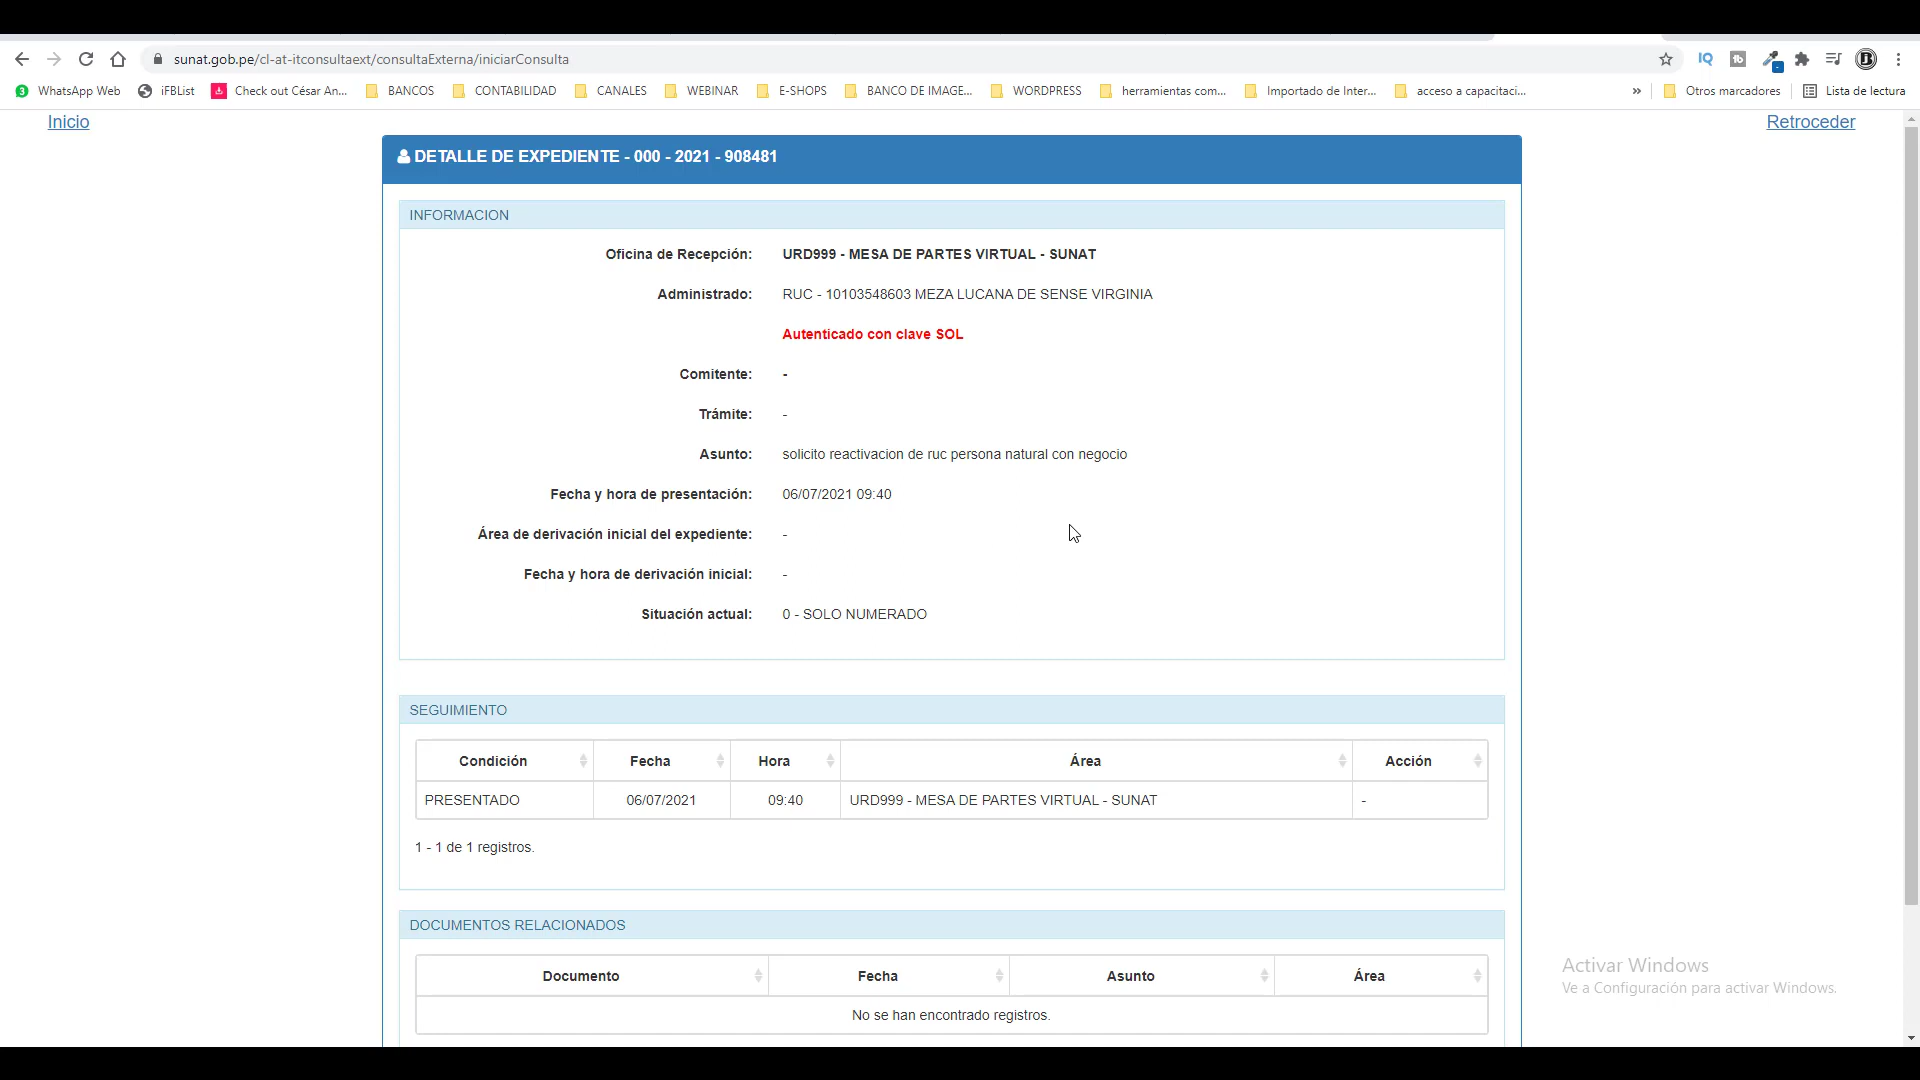 sunat.gob.pe/cl-at-itconsultaext/consultaExterna/iniciarConsulta
WhatsApp Web iFBList Check out César An... BANCOS CONTABILIDAD CANALES WEBINAR E-SHOPS BANCO DE IMAGE... WORDPRESS herramientas com... Importado de Inter... acceso a capacitaci... » Otros marcadores Lista de lectura
Inicio Retroceder
DETALLE DE EXPEDIENTE - 000 - 2021 - 908481
INFORMACION
Oficina de Recepción: URD999 - MESA DE PARTES VIRTUAL - SUNAT
Administrado: RUC - 10103548603 MEZA LUCANA DE SENSE VIRGINIA
Autenticado con clave SOL
Comitente: -
Trámite: -
Asunto: solicito reactivacion de ruc persona natural con negocio
Fecha y hora de presentación: 06/07/2021 09:40
Área de derivación inicial del expediente: -
Fecha y hora de derivación inicial: -
Situación actual: 0 - SOLO NUMERADO
SEGUIMIENTO
Condición Fecha Hora Área Acción
PRESENTADO 06/07/2021 09:40 URD999 - MESA DE PARTES VIRTUAL - SUNAT -
1 - 1 de 1 registros.
DOCUMENTOS RELACIONADOS
Documento Fecha Asunto Área
No se han encontrado registros.
Activar Windows
Ve a Configuración para activar Windows.